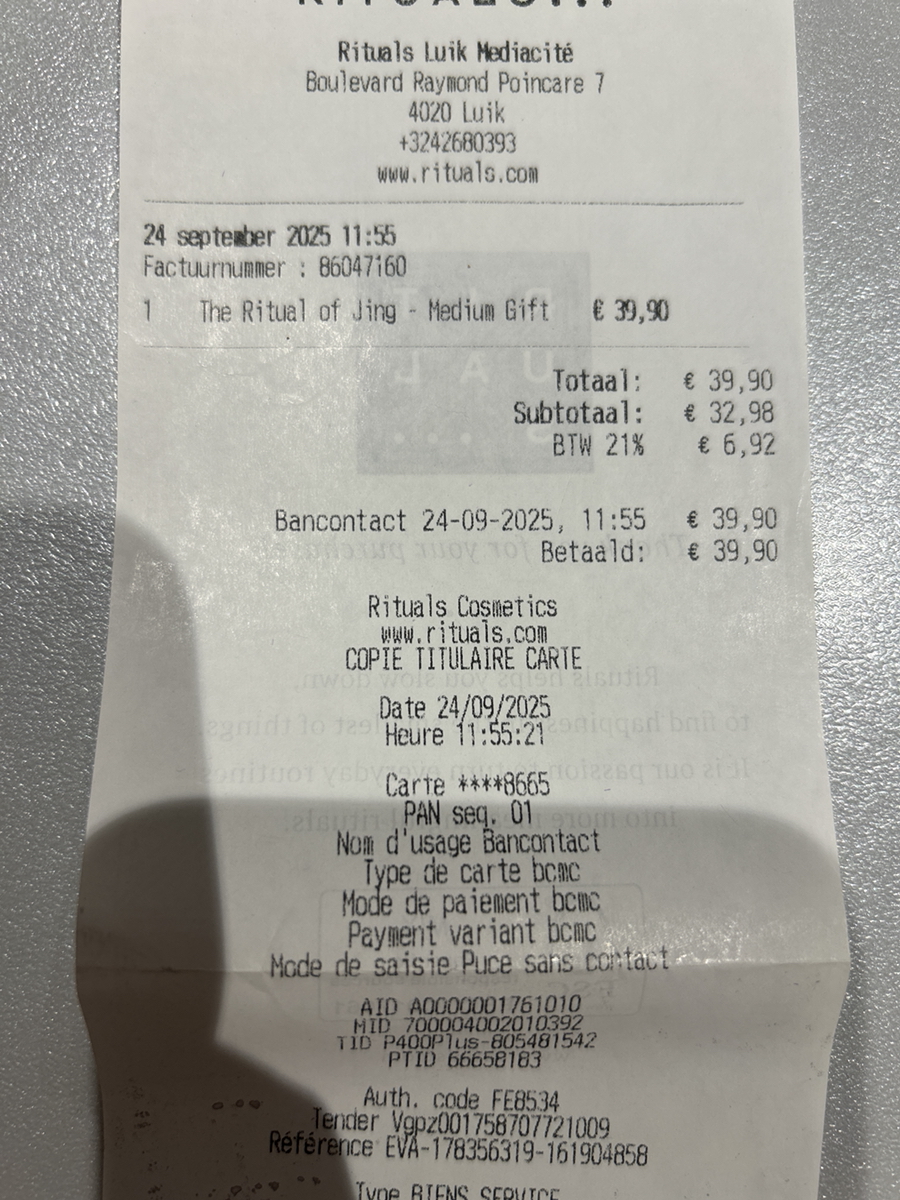 RITUALS...
Rituals Luik Mediacité
Boulevard Raymond Poincare 7
4020 Luik
+3242680393
www.rituals.com
24 september 2025 11:55
Factuurnummer : 86047160
1 The Ritual of Jing - Medium Gift € 39,90
Totaal: € 39,90
Subtotaal: € 32,98
BTW 21% € 6,92
Bancontact 24-09-2025, 11:55 € 39,90
Betaald: € 39,90
Rituals Cosmetics
www.rituals.com
COPIE TITULAIRE CARTE
Date 24/09/2025
Heure 11:55:21
Carte ****8665
PAN seq. 01
Nom d'usage Bancontact
Type de carte bcmc
Mode de paiement bcmc
Payment variant bcmc
Mode de saisie Puce sans contact
AID A0000001761010
MID 700004002010392
TID P400Plus-805481542
PTID 66658183
Auth. code FE8534
Tender Vgpz001758707721009
Référence EVA-178356319-161904858
Type BIENS SERVICE